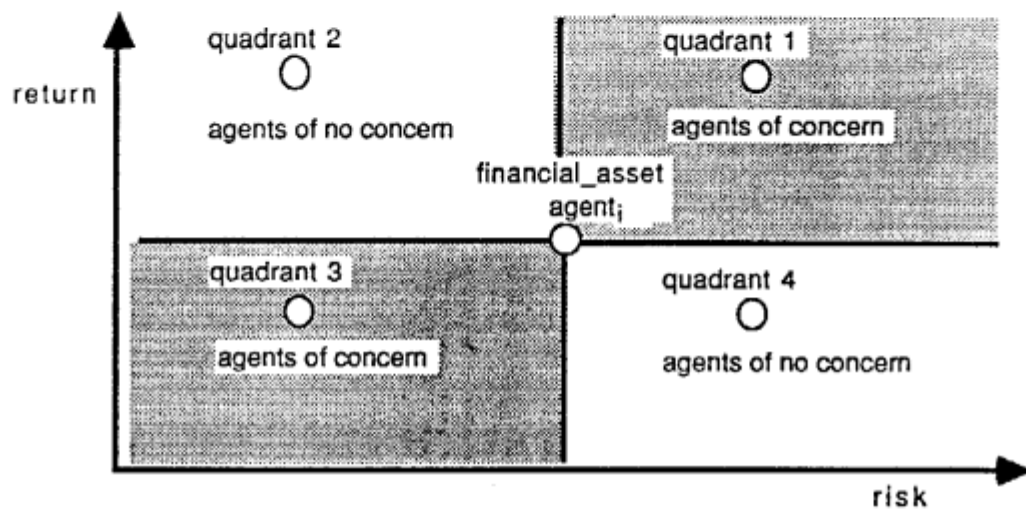 quadrant 2
quadrant 1
return
agents of no concern
agents of concern
financial_asset
agentᵢ
quadrant 3
quadrant 4
agents of concern
agents of no concern
risk